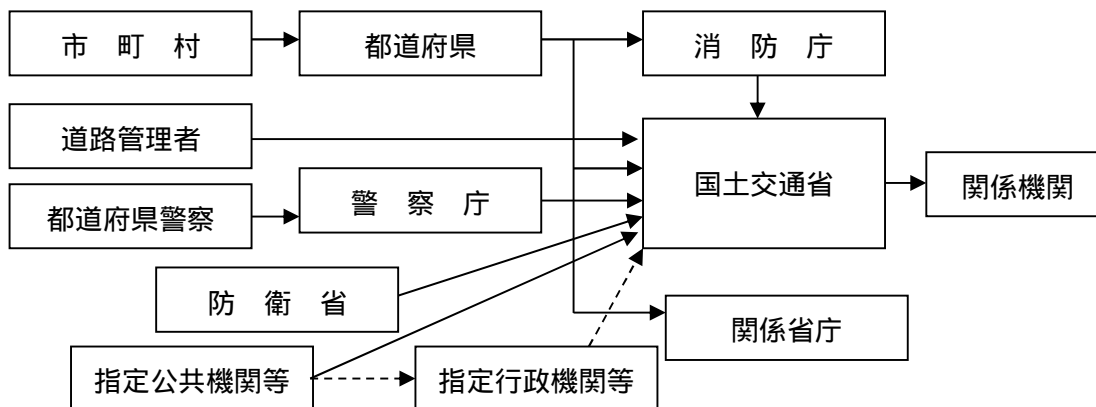 市　町　村
都道府県
消　防　庁
道路管理者
国土交通省
関係機関
都道府県警察
警　察　庁
防　衛　省
関係省庁
指定公共機関等
指定行政機関等